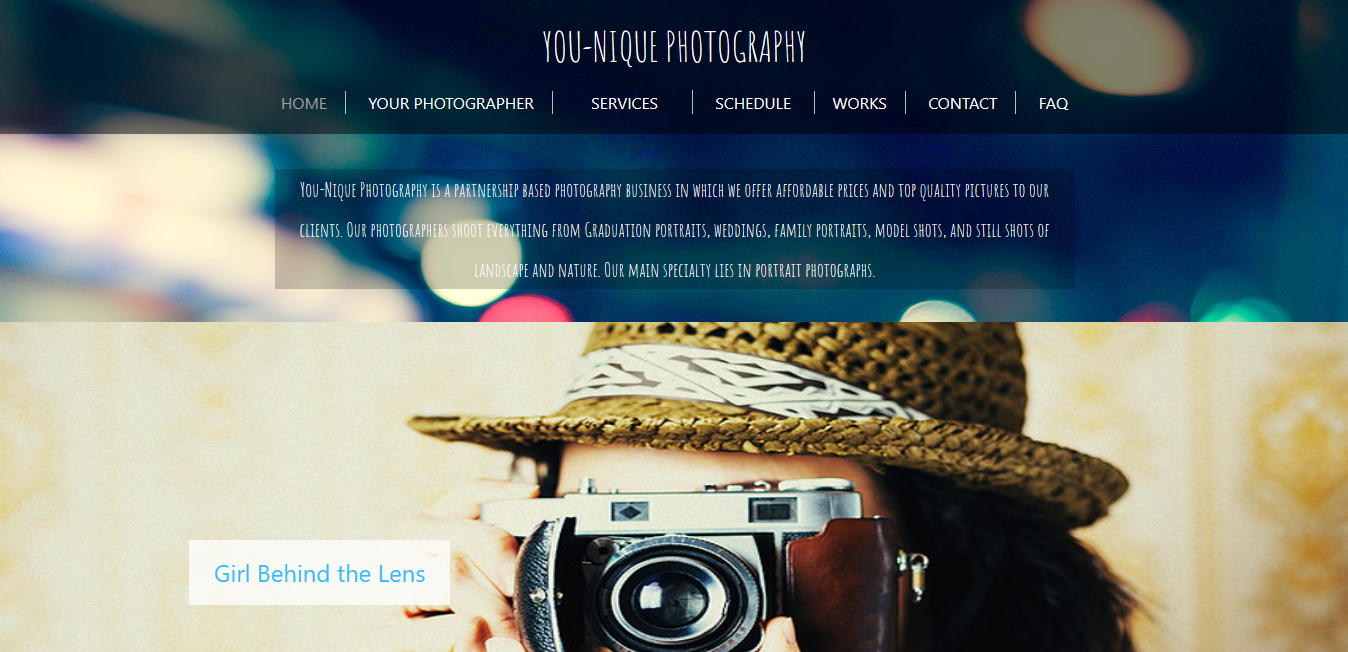 YOU-NIQUE PHOTOGRAPHY
HOME YOUR PHOTOGRAPHER SERVICES SCHEDULE WORKS CONTACT FAQ
You-Nique Photography is a partnership based photography business in which we offer affordable prices and top quality pictures to our
clients. Our photographers shoot everything from Graduation portraits, weddings, family portraits, model shots, and still shots of
landscape and nature. Our main specialty lies in portrait photographs.
Girl Behind the Lens